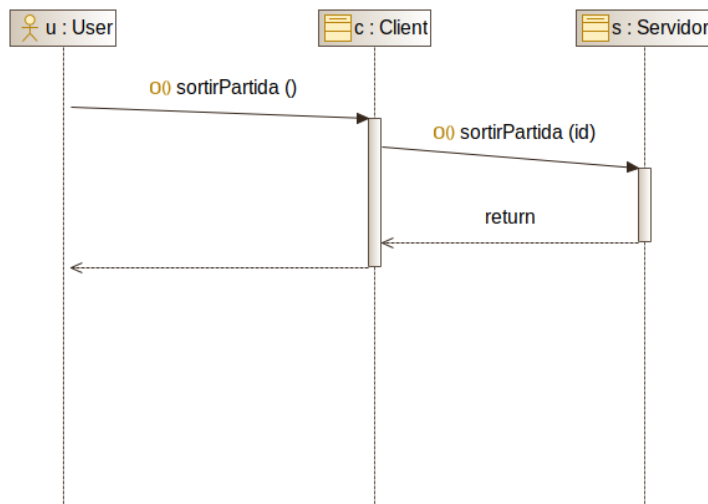 u : User
c : Client
s : Servidor
O() sortirPartida ()
O() sortirPartida (id)
return